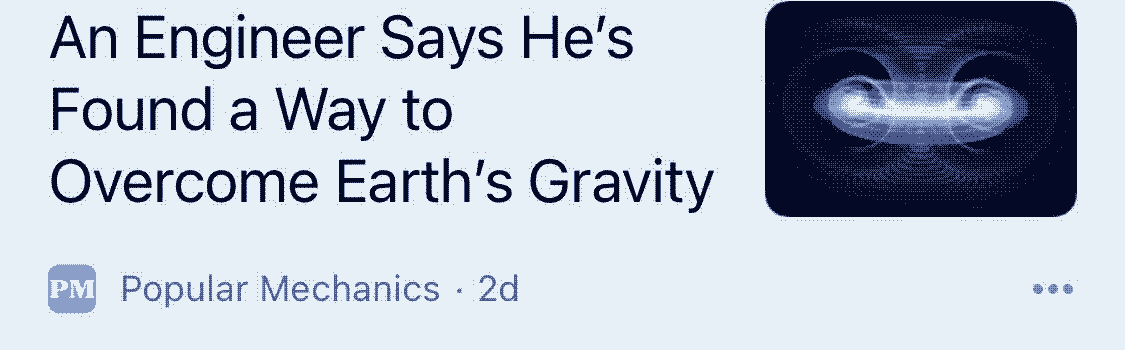 An Engineer Says He’s
Found a Way to
Overcome Earth’s Gravity
PM Popular Mechanics · 2d